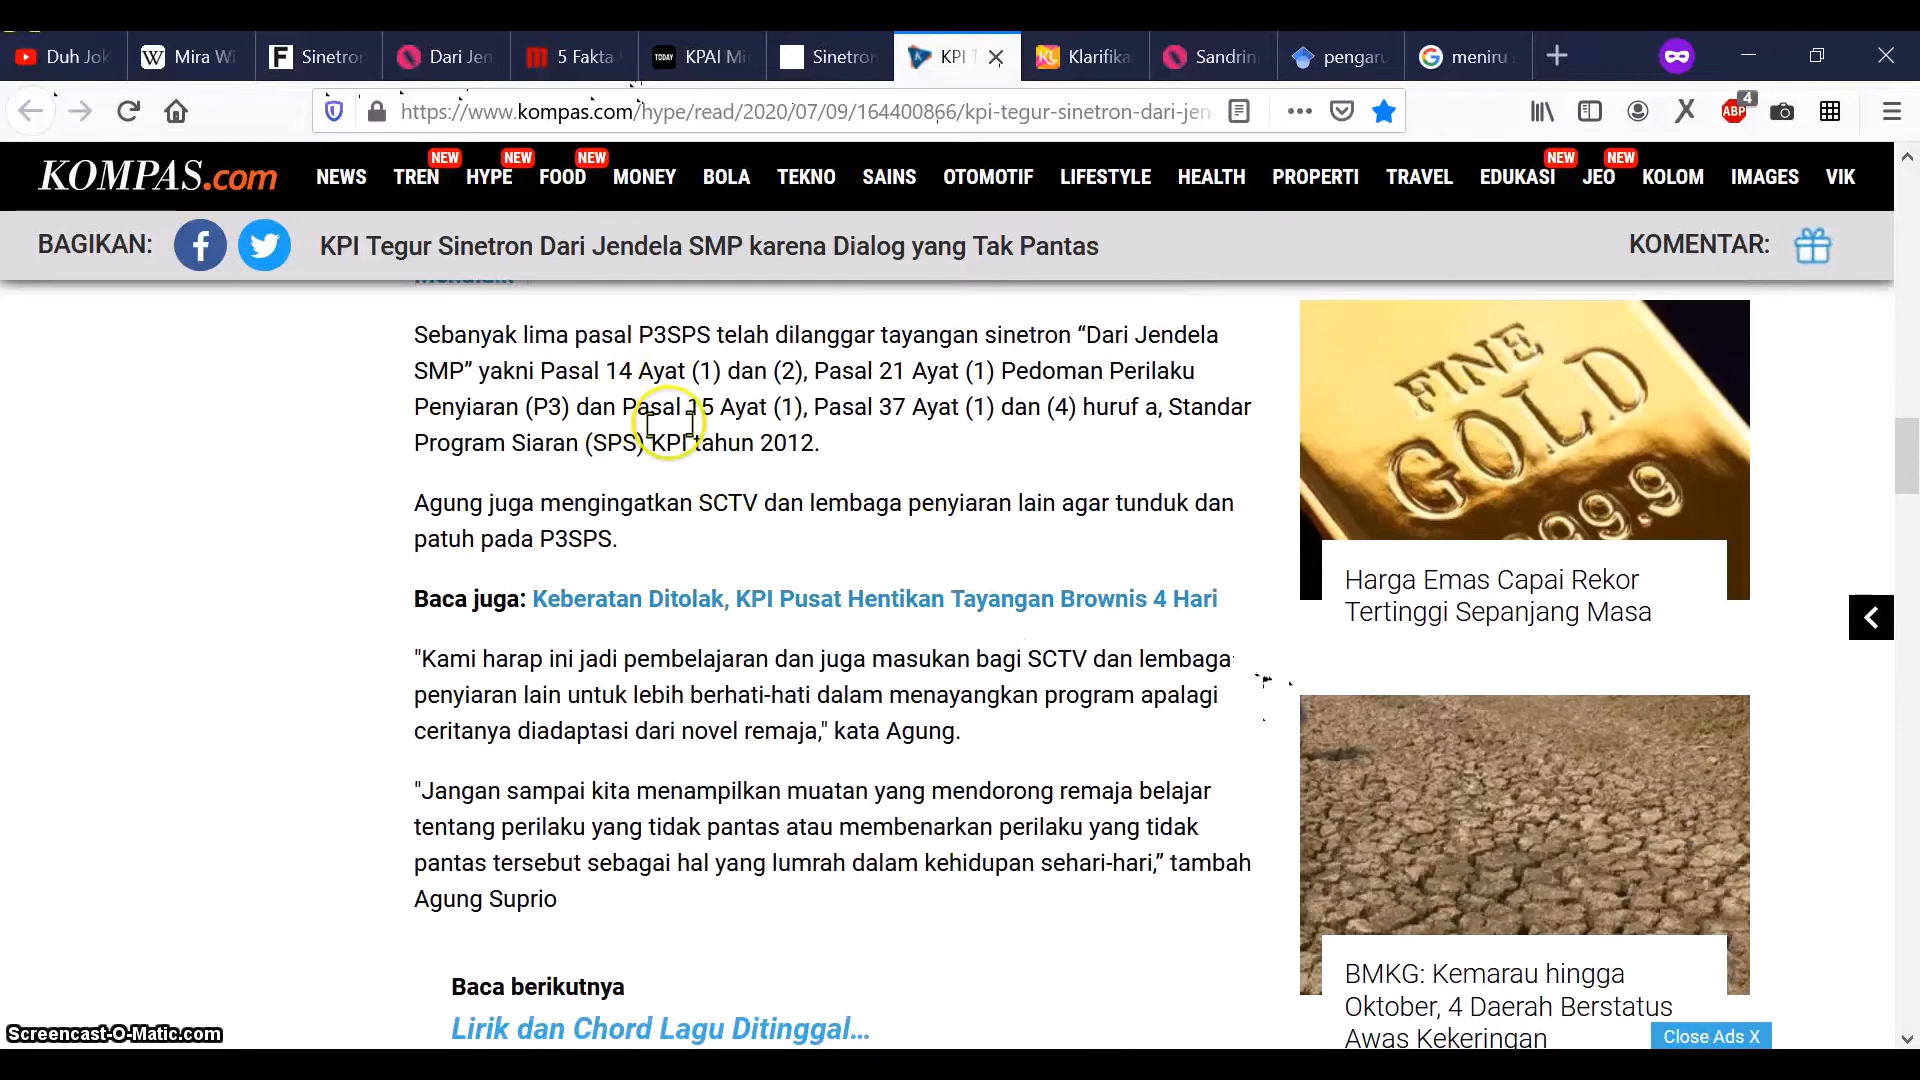 Duh Jok
Mira Wi
Sinetron
Dari Jen
5 Fakta
TODAY
KPAI Mi
Sinetron
KPI T
Klarifika
Sandrin
pengaru
meniru
https://www.kompas.com/hype/read/2020/07/09/164400866/kpi-tegur-sinetron-dari-jen
ABP
4
KOMPAS.com
NEWS TREN NEW HYPE NEW FOOD NEW MONEY BOLA TEKNO SAINS OTOMOTIF LIFESTYLE HEALTH PROPERTI TRAVEL EDUKASI NEW JEO NEW KOLOM IMAGES VIK
BAGIKAN: KPI Tegur Sinetron Dari Jendela SMP karena Dialog yang Tak Pantas KOMENTAR:
Sebanyak lima pasal P3SPS telah dilanggar tayangan sinetron “Dari Jendela
SMP” yakni Pasal 14 Ayat (1) dan (2), Pasal 21 Ayat (1) Pedoman Perilaku
Penyiaran (P3) dan Pasal 15 Ayat (1), Pasal 37 Ayat (1) dan (4) huruf a, Standar
Program Siaran (SPS) KPI tahun 2012.
Agung juga mengingatkan SCTV dan lembaga penyiaran lain agar tunduk dan
patuh pada P3SPS.
Baca juga: Keberatan Ditolak, KPI Pusat Hentikan Tayangan Brownis 4 Hari
"Kami harap ini jadi pembelajaran dan juga masukan bagi SCTV dan lembaga
penyiaran lain untuk lebih berhati-hati dalam menayangkan program apalagi
ceritanya diadaptasi dari novel remaja," kata Agung.
"Jangan sampai kita menampilkan muatan yang mendorong remaja belajar
tentang perilaku yang tidak pantas atau membenarkan perilaku yang tidak
pantas tersebut sebagai hal yang lumrah dalam kehidupan sehari-hari,” tambah
Agung Suprio
Baca berikutnya
Lirik dan Chord Lagu Ditinggal...
FINE
GOLD
999.9
Harga Emas Capai Rekor
Tertinggi Sepanjang Masa
BMKG: Kemarau hingga
Oktober, 4 Daerah Berstatus
Awas Kekeringan
Close Ads X
Screencast-O-Matic.com